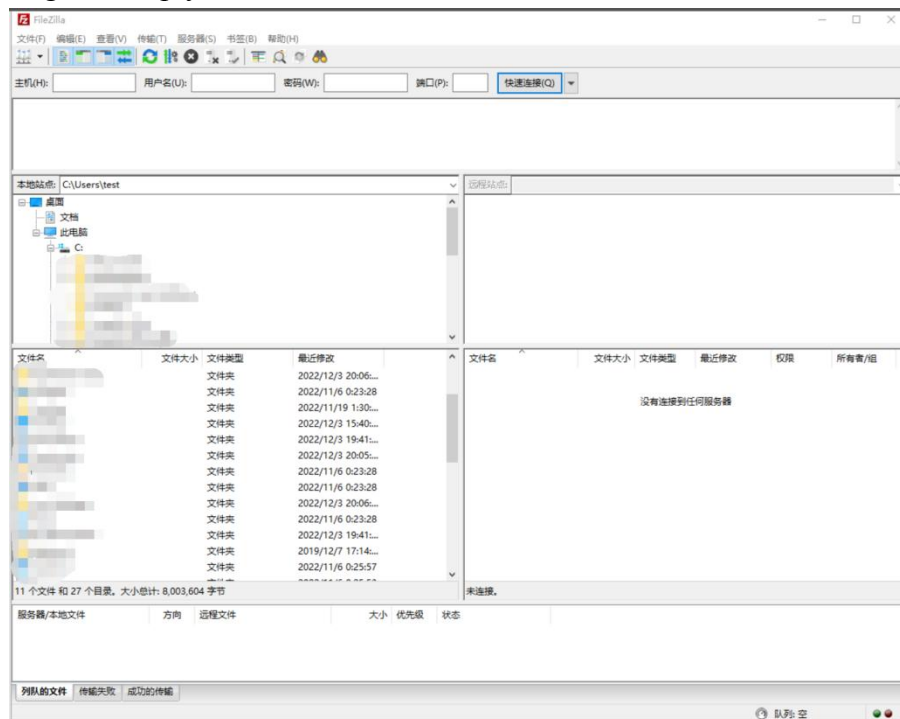 FileZilla
文件(F) 编辑(E) 查看(V) 传输(T) 服务器(S) 书签(B) 帮助(H)
主机(H): 用户名(U): 密码(W): 端口(P): 快速连接(Q)
本地站点: C:\Users\test 远程站点:
桌面
文档
此电脑
C:
文件名 文件大小 文件类型 最近修改 文件名 文件大小 文件类型 最近修改 权限 所有者/组
文件夹 2022/12/3 20:06:...
文件夹 2022/11/6 0:23:28
没有连接到任何服务器
文件夹 2022/11/19 1:30:...
文件夹 2022/12/3 15:40:...
文件夹 2022/12/3 19:41:...
文件夹 2022/12/3 20:05:...
文件夹 2022/11/6 0:23:28
文件夹 2022/11/6 0:23:28
文件夹 2022/12/3 20:06:...
文件夹 2022/11/6 0:23:28
文件夹 2022/12/3 19:41:...
文件夹 2019/12/7 17:14:...
文件夹 2022/11/6 0:25:57
11 个文件 和 27 个目录。大小总计: 8,003,604 字节 未连接。
服务器/本地文件 方向 远程文件 大小 优先级 状态
列队的文件 传输失败 成功的传输
队列: 空